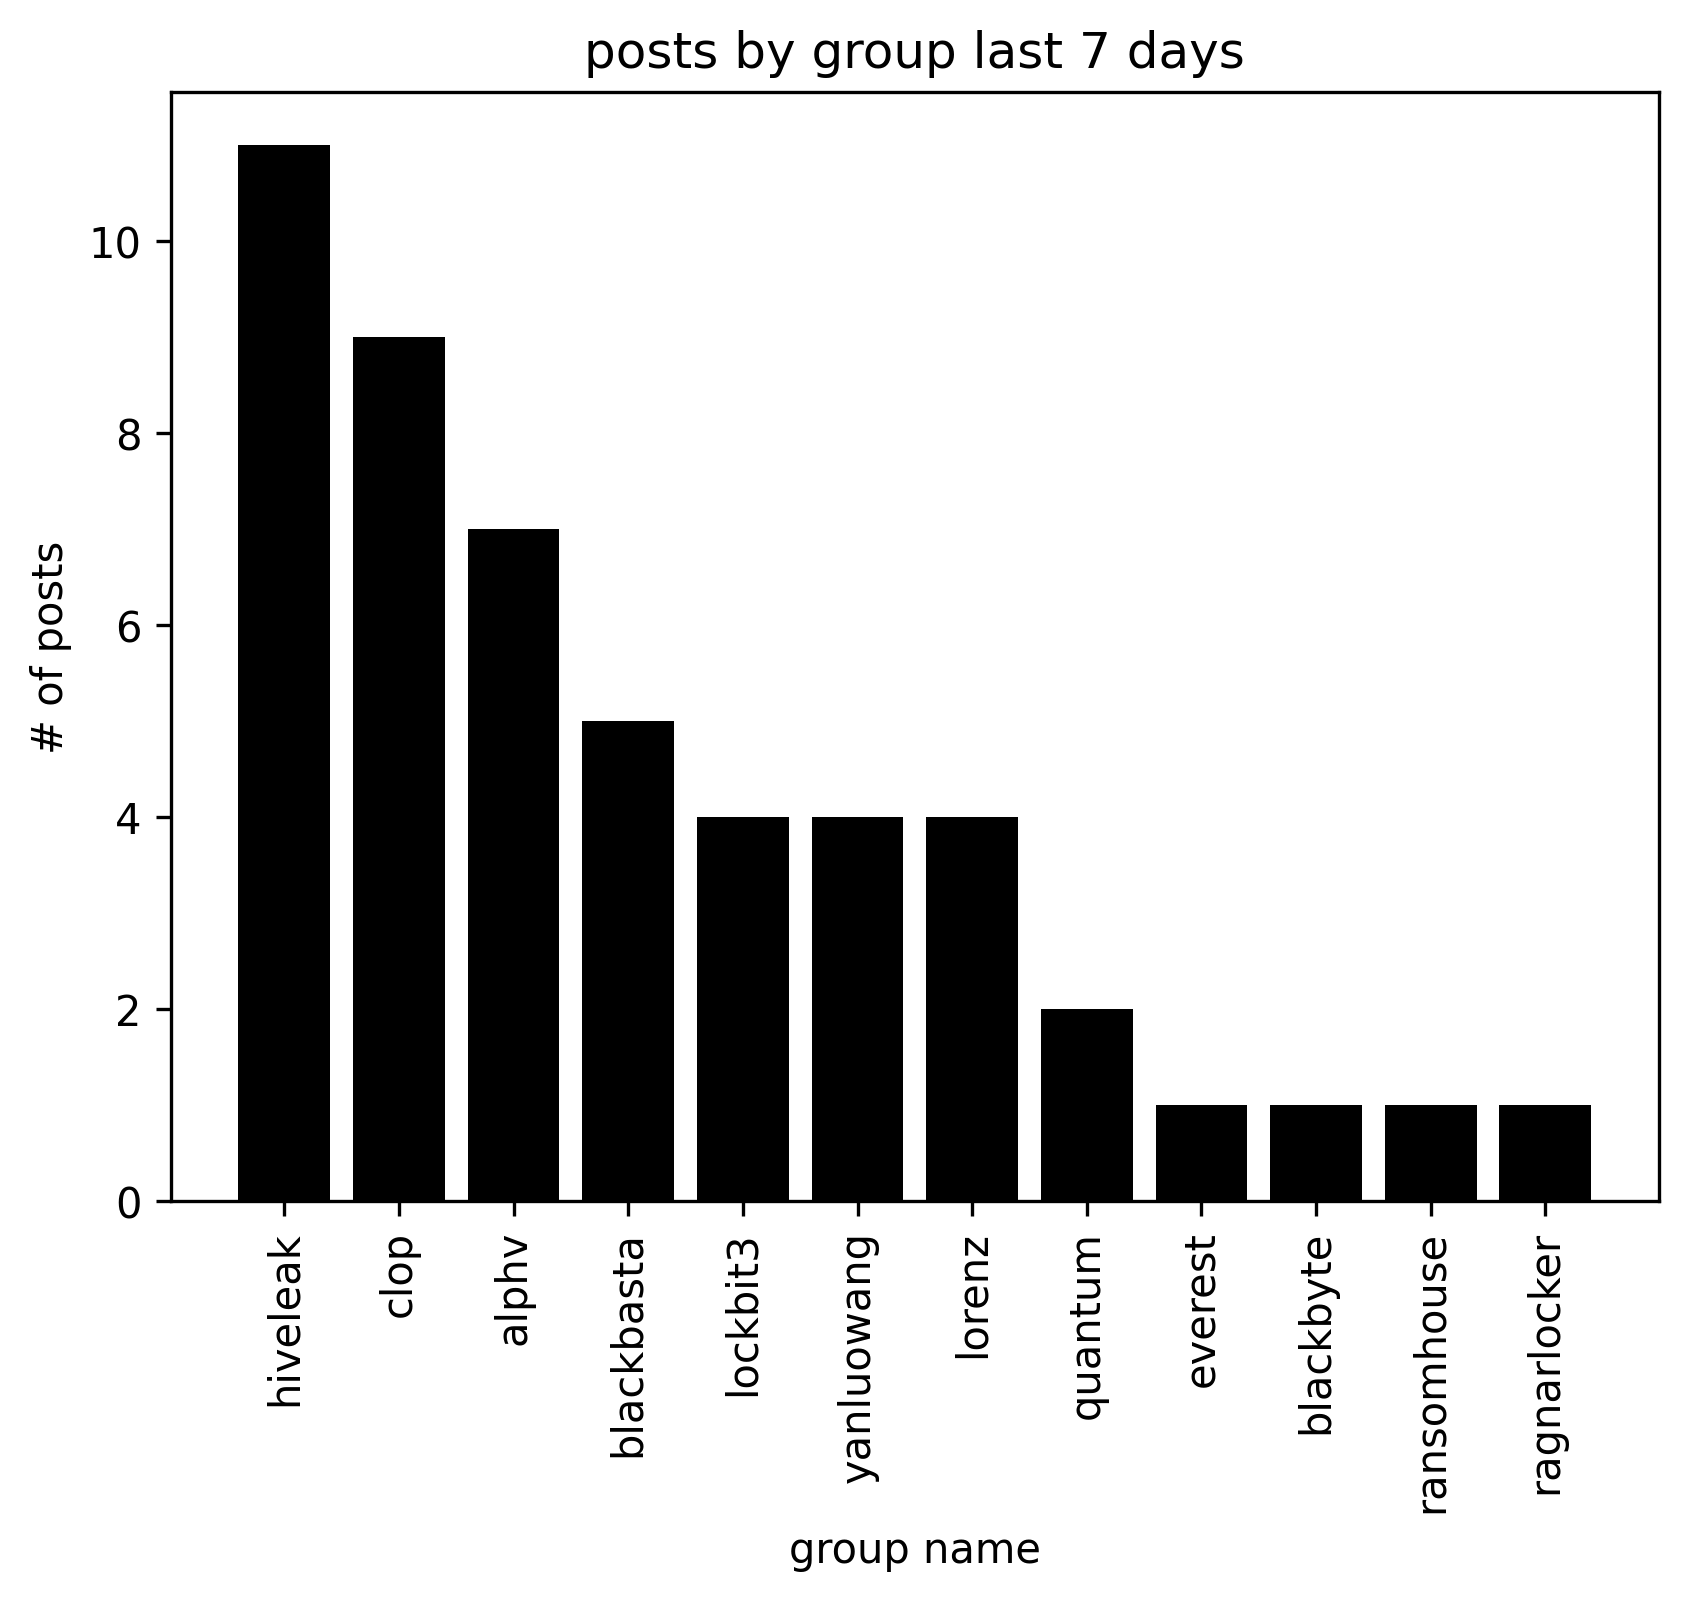 posts by group last 7 days
# of posts
10
8
6
4
2
0
hiveleak
clop
alphv
blackbasta
lockbit3
yanluowang
lorenz
quantum
everest
blackbyte
ransomhouse
ragnarlocker
group name